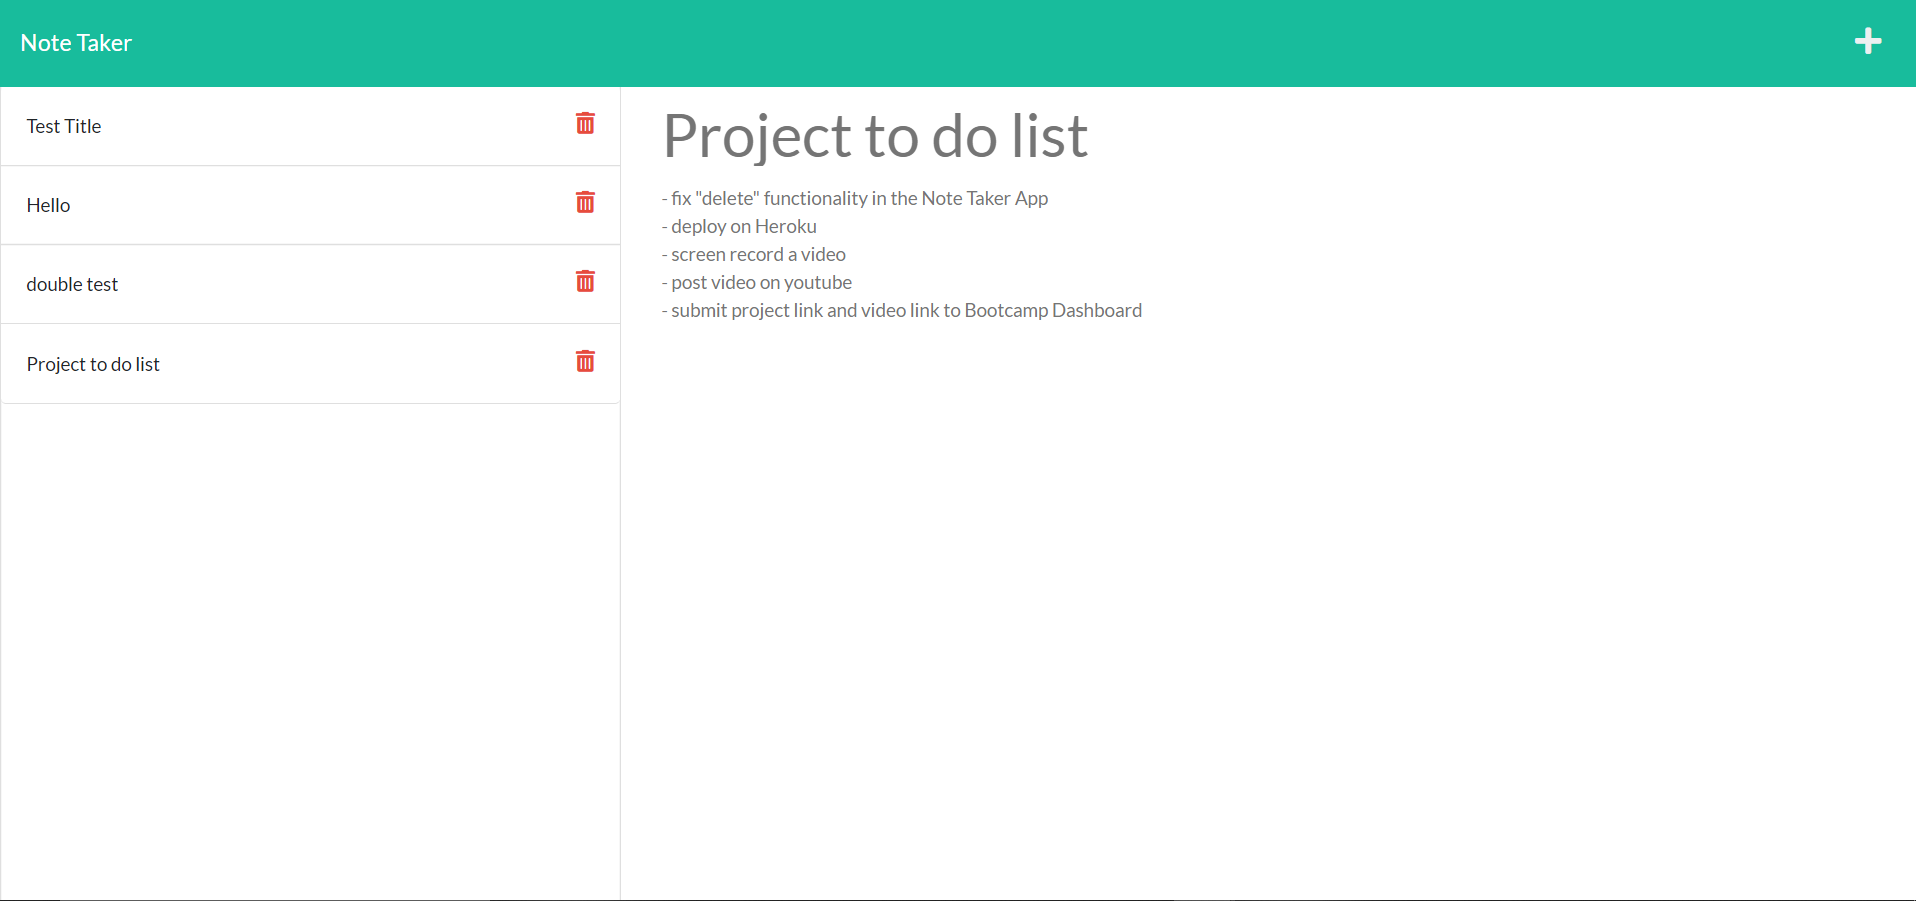 Note Taker
Test Title
Hello
double test
Project to do list
Project to do list
- fix "delete" functionality in the Note Taker App
- deploy on Heroku
- screen record a video
- post video on youtube
- submit project link and video link to Bootcamp Dashboard